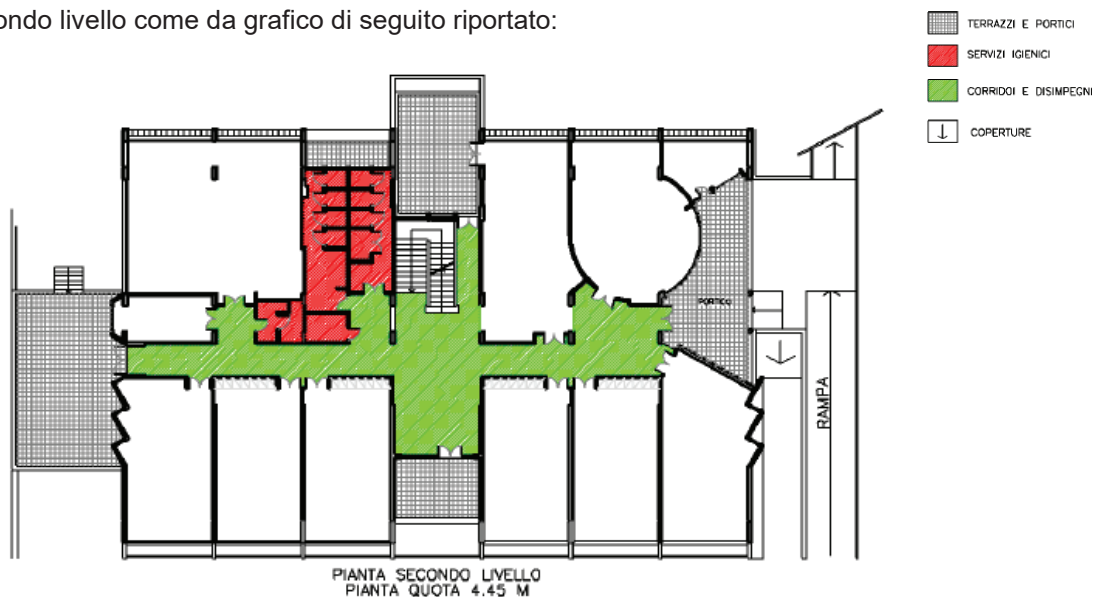 ondo livello come da grafico di seguito riportato:
TERRAZZI E PORTICI
SERVIZI IGIENICI
CORRIDOI E DISIMPEGNI
COPERTURE
PORTICO
RAMPA
PIANTA SECONDO LIVELLO
PIANTA QUOTA 4.45 M